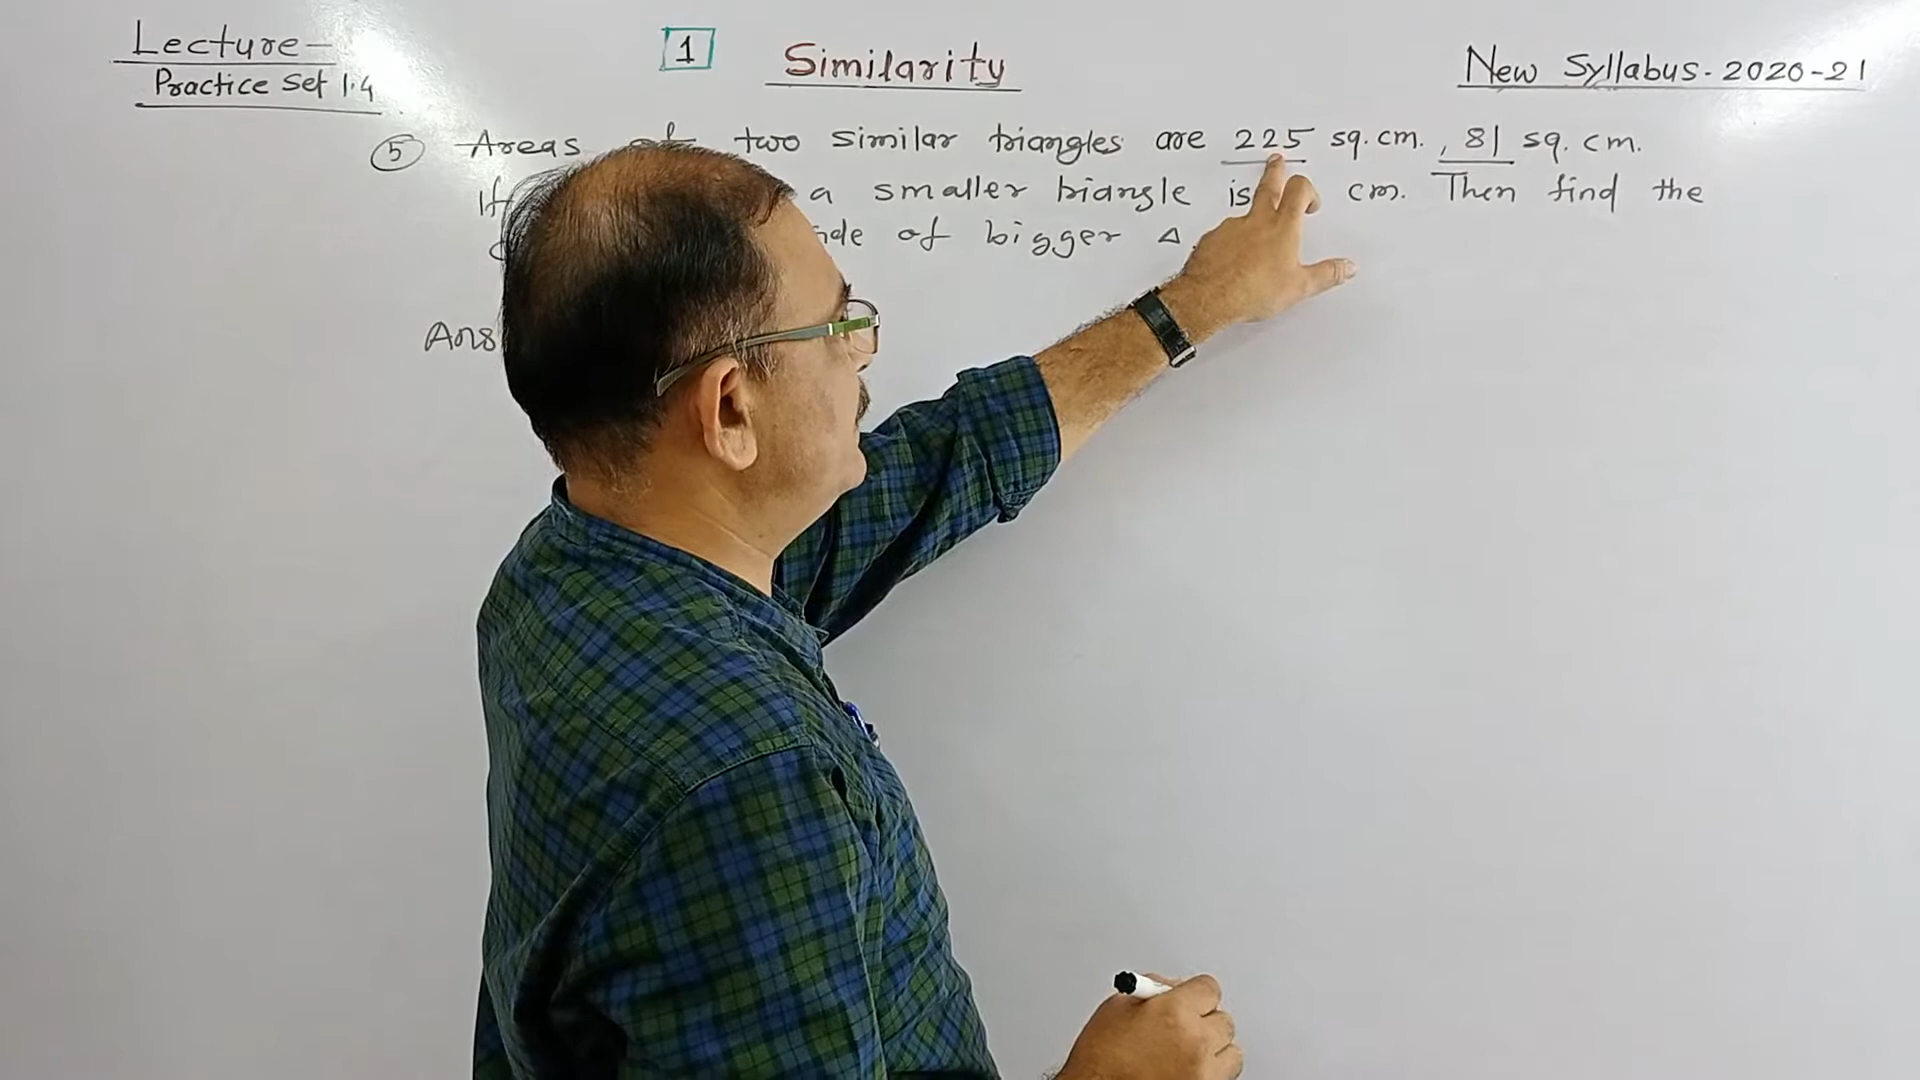 Lecture-
Practice Set 1.4
1 Similarity
New Syllabus-2020-21
5 Areas of two similar triangles are 225 sq.cm., 81 sq.cm.
If a smaller triangle is cm. Then find the
of bigger Δ.
Ans